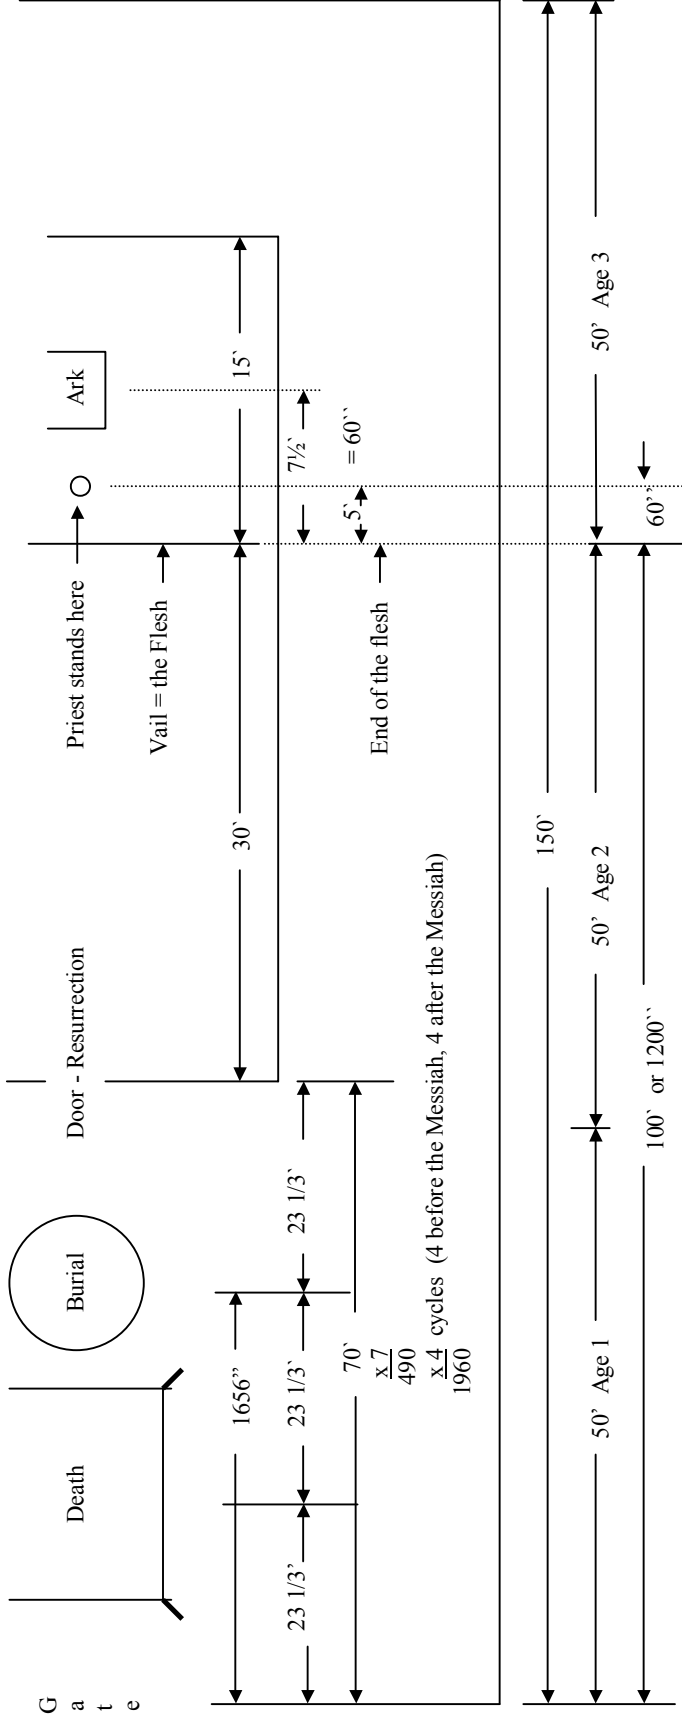 G
a
t
e
Death
Burial
Door - Resurrection
Priest stands here
Ark
Vail = the Flesh
1656”
30`
15`
23 1/3’
23 1/3`
23 1/3`
7½`
70`
x 7
490
x 4 cycles (4 before the Messiah, 4 after the Messiah)
1960
5` = 60``
End of the flesh
150`
50’ Age 1
50’ Age 2
50’ Age 3
100` or 1200``
60’’